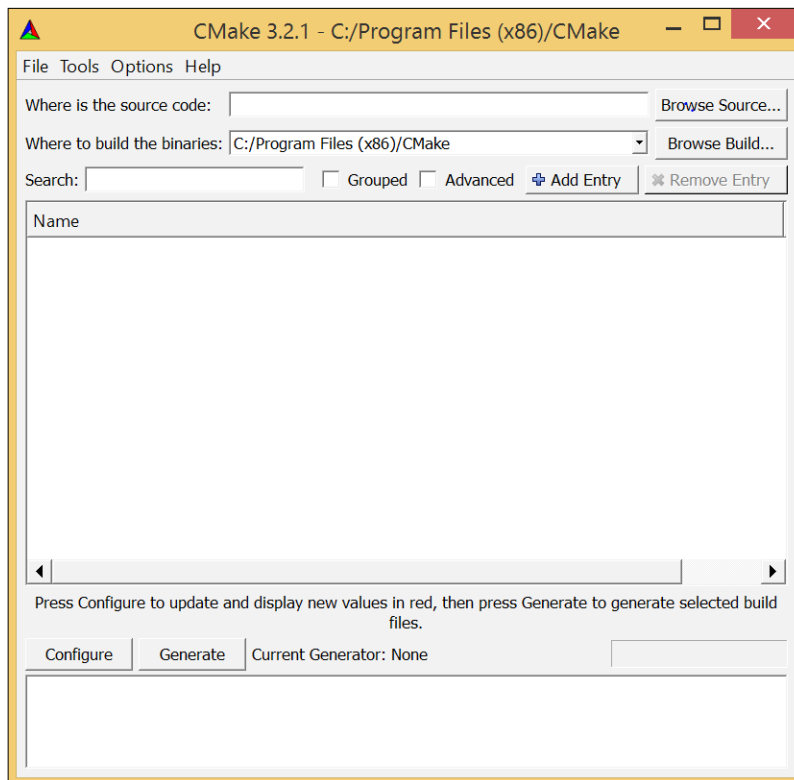 CMake 3.2.1 - C:/Program Files (x86)/CMake
File Tools Options Help
Where is the source code: Browse Source...
Where to build the binaries: C:/Program Files (x86)/CMake Browse Build...
Search: Grouped Advanced Add Entry Remove Entry
Name
Press Configure to update and display new values in red, then press Generate to generate selected build
files.
Configure Generate Current Generator: None